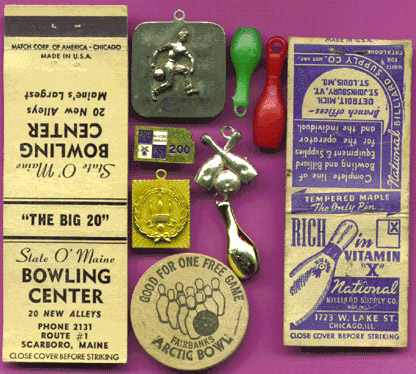 MATCH CORP. OF AMERICA - CHICAGO
MADE IN U.S.A.
State O' Maine
BOWLING
CENTER
20 New Alleys
Maine's Largest
"THE BIG 20"
State O' Maine
BOWLING
CENTER
20 NEW ALLEYS
PHONE 2131
ROUTE #1
SCARBORO, MAINE
CLOSE COVER BEFORE STRIKING
200
GOOD FOR ONE FREE GAME
FAIRBANKS
ARCTIC BOWL
National BILLIARD SUPPLY CO.
WRITE FOR CATALOGUE
Complete line of
Bowling and Billiard
Equipment & Supplies
for the operator
and the individual.
Branch offices-
DETROIT, MICH.
ST. JOHNSBURY, VT.
ST. LOUIS, MO.
TEMPERED MAPLE
The Only Pin
RICH in
VITAMIN
"X"
National
BILLIARD SUPPLY CO.
1723 W. LAKE ST.
CHICAGO, ILL.
CLOSE COVER BEFORE STRIKING